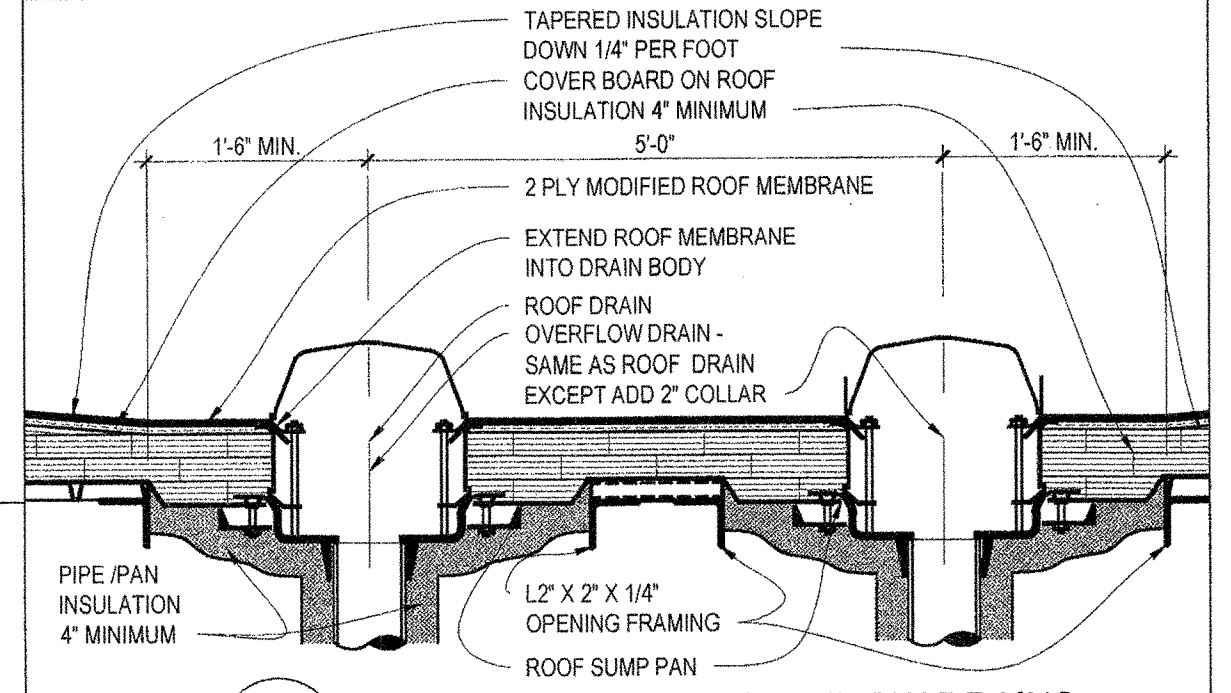 TAPERED INSULATION SLOPE
DOWN 1/4" PER FOOT
COVER BOARD ON ROOF
INSULATION 4" MINIMUM
1'-6" MIN.
5'-0"
1'-6" MIN.
2 PLY MODIFIED ROOF MEMBRANE
EXTEND ROOF MEMBRANE
INTO DRAIN BODY
ROOF DRAIN
OVERFLOW DRAIN -
SAME AS ROOF DRAIN
EXCEPT ADD 2" COLLAR
PIPE /PAN
INSULATION
4" MINIMUM
L2" X 2" X 1/4"
OPENING FRAMING
ROOF SUMP PAN